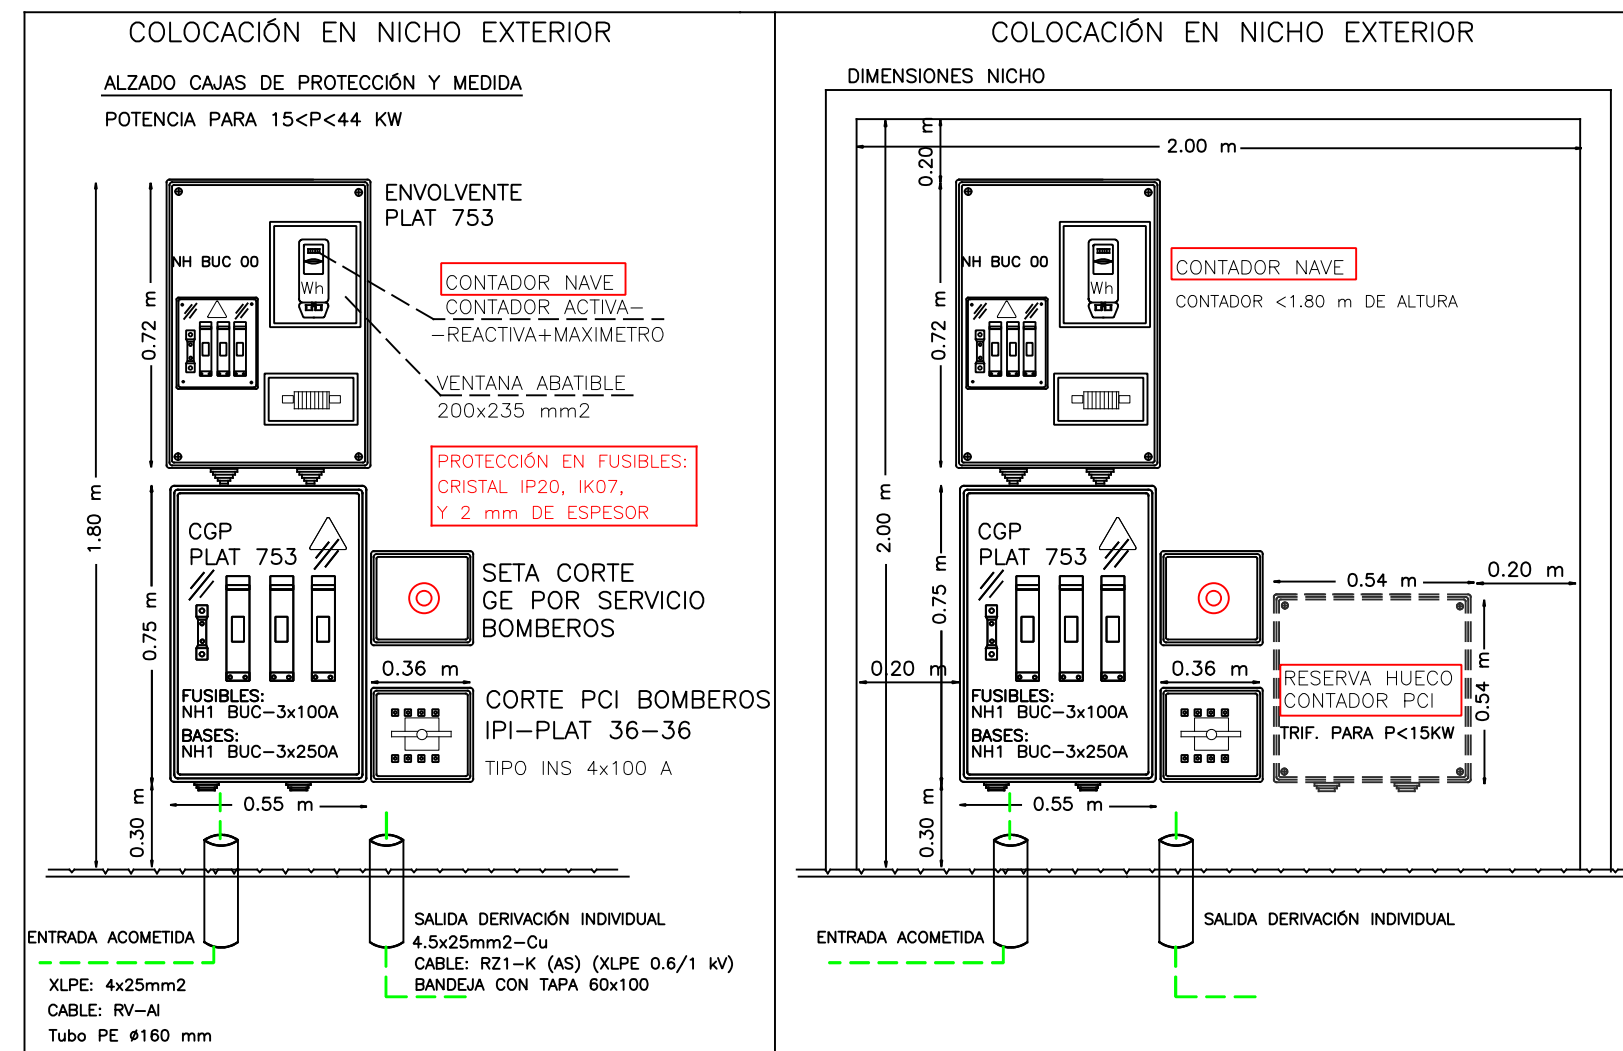 COLOCACIÓN EN NICHO EXTERIOR
ALZADO CAJAS DE PROTECCIÓN Y MEDIDA
POTENCIA PARA 15<P<44 KW
ENVOLVENTE
PLAT 753
NH BUC 00
Wh
CONTADOR NAVE
CONTADOR ACTIVA-
-REACTIVA+MAXIMETRO
VENTANA ABATIBLE
200x235 mm2
PROTECCIÓN EN FUSIBLES:
CRISTAL IP20, IK07,
Y 2 mm DE ESPESOR
0.72 m
1.80 m
0.75 m
0.30 m
CGP
PLAT 753
FUSIBLES:
NH1 BUC-3x100A
BASES:
NH1 BUC-3x250A
SETA CORTE
GE POR SERVICIO
BOMBEROS
0.36 m
CORTE PCI BOMBEROS
IPI-PLAT 36-36
TIPO INS 4x100 A
0.55 m
ENTRADA ACOMETIDA
XLPE: 4x25mm2
CABLE: RV-Al
Tubo PE ø160 mm
SALIDA DERIVACIÓN INDIVIDUAL
4.5x25mm2-Cu
CABLE: RZ1-K (AS) (XLPE 0.6/1 kV)
BANDEJA CON TAPA 60x100
COLOCACIÓN EN NICHO EXTERIOR
DIMENSIONES NICHO
2.00 m
0.20 m
0.72 m
2.00 m
0.75 m
0.30 m
NH BUC 00
Wh
CONTADOR NAVE
CONTADOR <1.80 m DE ALTURA
CGP
PLAT 753
FUSIBLES:
NH1 BUC-3x100A
BASES:
NH1 BUC-3x250A
0.20 m
0.36 m
0.54 m
0.20 m
RESERVA HUECO
CONTADOR PCI
TRIF. PARA P<15KW
0.54 m
0.55 m
ENTRADA ACOMETIDA
SALIDA DERIVACIÓN INDIVIDUAL